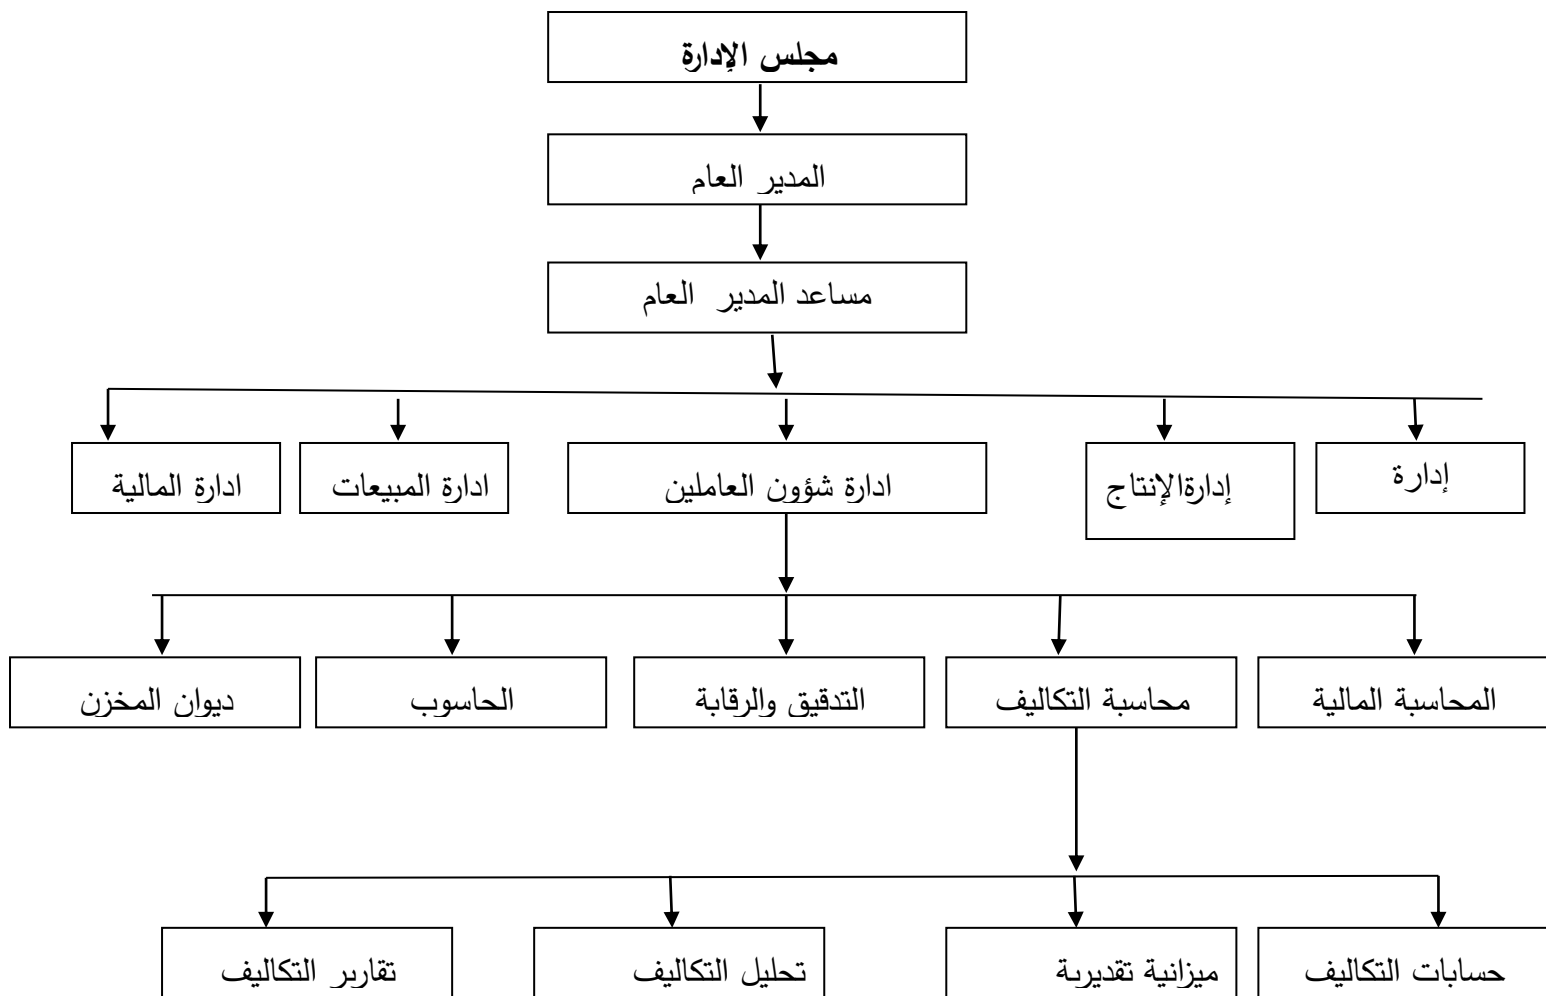 مجلس الإدارة
المدير العام
مساعد المدير العام
إدارة
إدارةالإنتاج
ادارة شؤون العاملين
ادارة المبيعات
ادارة المالية
المحاسبة المالية
محاسبة التكاليف
التدقيق والرقابة
الحاسوب
ديوان المخزن
حسابات التكاليف
ميزانية تقديرية
تحليل التكاليف
تقارير التكاليف